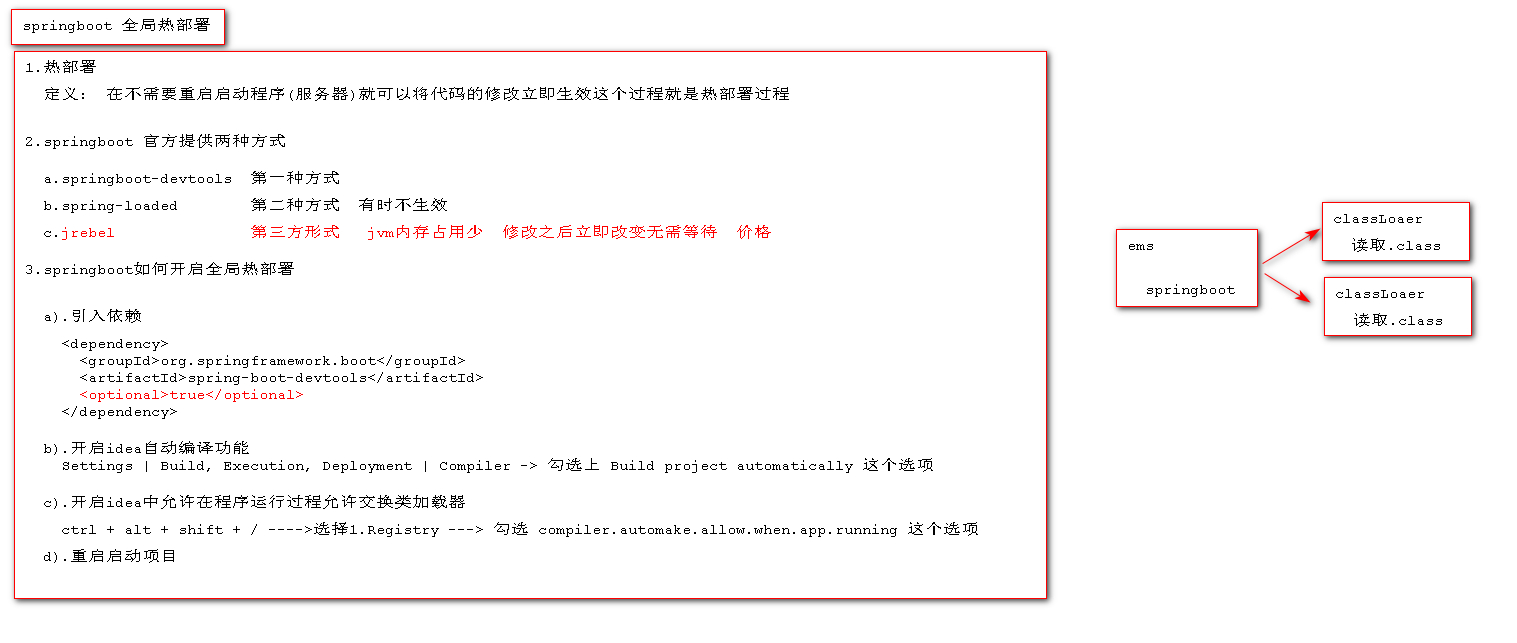 springboot 全局热部署
1.热部署
定义： 在不需要重启启动程序(服务器)就可以将代码的修改立即生效这个过程就是热部署过程
2.springboot 官方提供两种方式
a.springboot-devtools 第一种方式
b.spring-loaded 第二种方式 有时不生效
c.jrebel 第三方形式 jvm内存占用少 修改之后立即改变无需等待 价格
3.springboot如何开启全局热部署
a).引入依赖
<dependency>
<groupId>org.springframework.boot</groupId>
<artifactId>spring-boot-devtools</artifactId>
<optional>true</optional>
</dependency>
b).开启idea自动编译功能
Settings | Build, Execution, Deployment | Compiler -> 勾选上 Build project automatically 这个选项
c).开启idea中允许在程序运行过程允许交换类加载器
ctrl + alt + shift + / ---->选择1.Registry ---> 勾选 compiler.automake.allow.when.app.running 这个选项
d).重启启动项目
ems
springboot
classLoaer
读取.class
classLoaer
读取.class